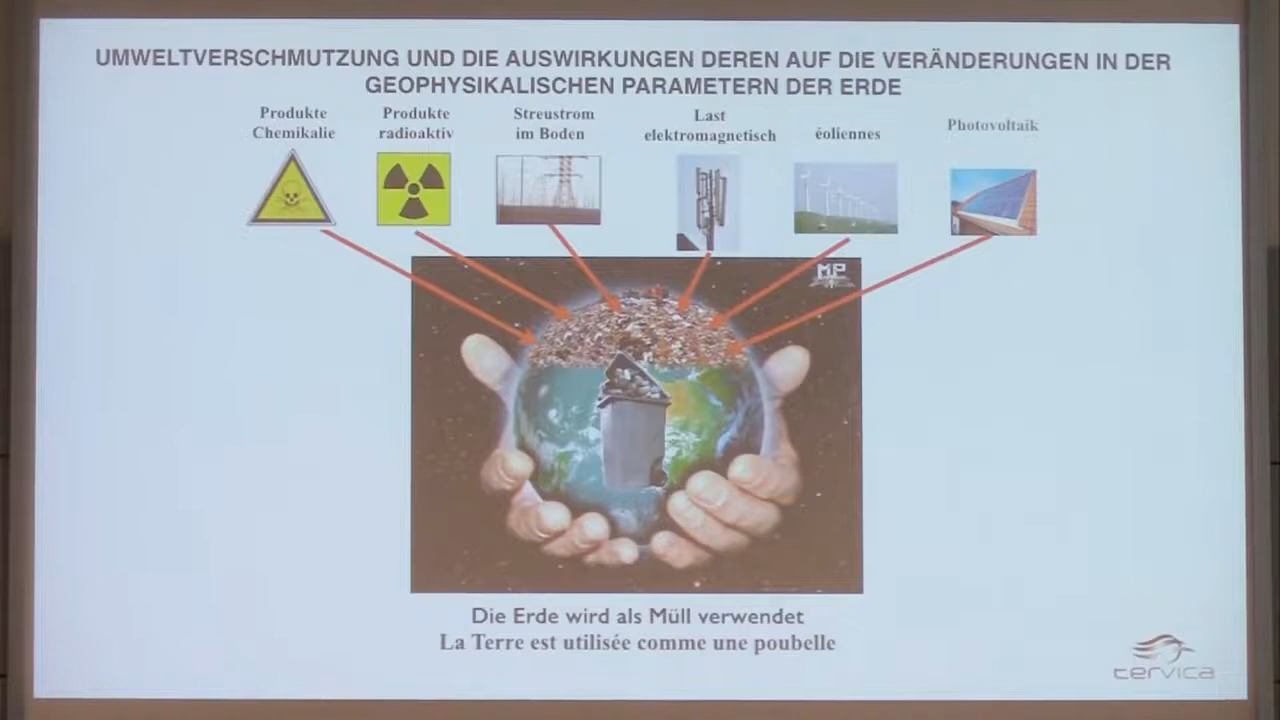 UMWELTVERSCHMUTZUNG UND DIE AUSWIRKUNGEN DEREN AUF DIE VERÄNDERUNGEN IN DER
GEOPHYSIKALISCHEN PARAMETERN DER ERDE
Produkte
Chemikalie
Produkte
radioaktiv
Streustrom
im Boden
Last
elektromagnetisch
éoliennes
Photovoltaik
MP
Die Erde wird als Müll verwendet
La Terre est utilisée comme une poubelle
tervica